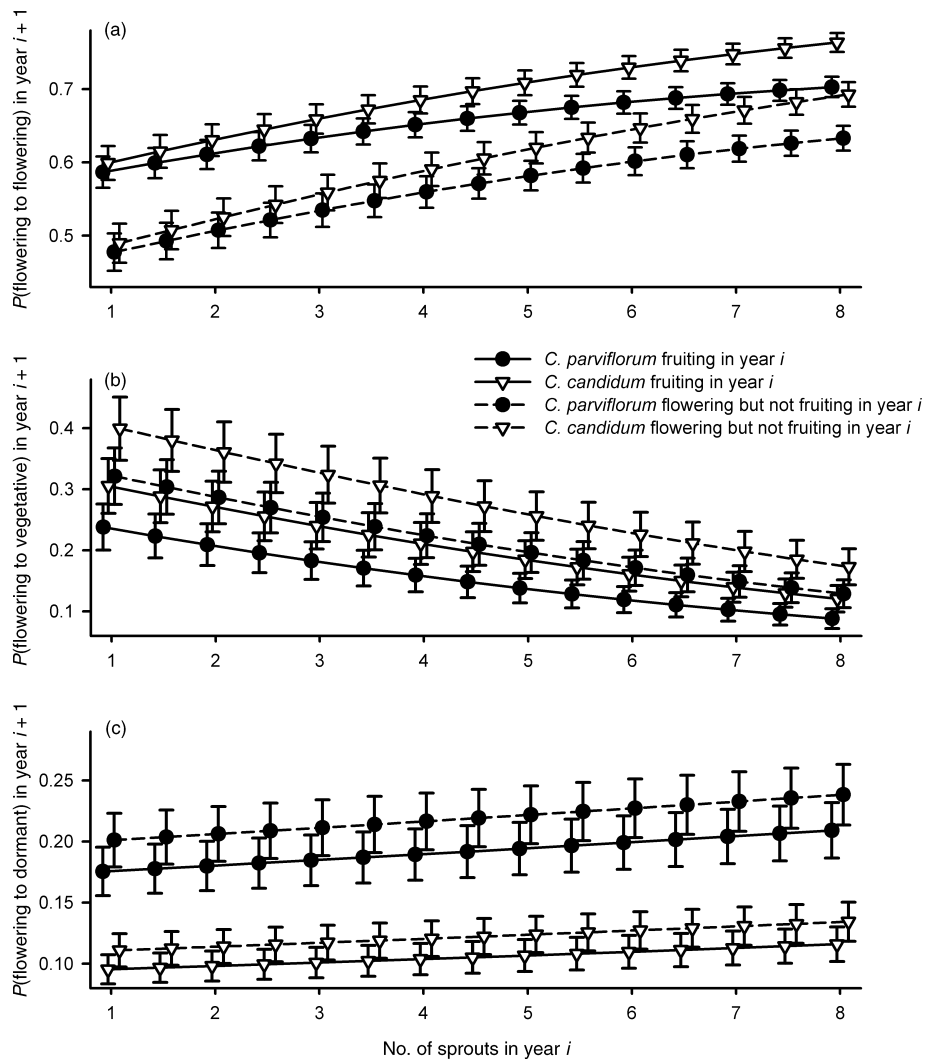 (a)
P(flowering to flowering) in year i + 1
0.7
0.6
0.5
1 2 3 4 5 6 7 8
(b)
P(flowering to vegetative) in year i + 1
C. parviflorum fruiting in year i
C. candidum fruiting in year i
C. parviflorum flowering but not fruiting in year i
C. candidum flowering but not fruiting in year i
0.4
0.3
0.2
0.1
1 2 3 4 5 6 7 8
(c)
P(flowering to dormant) in year i + 1
0.25
0.20
0.15
0.10
1 2 3 4 5 6 7 8
No. of sprouts in year i